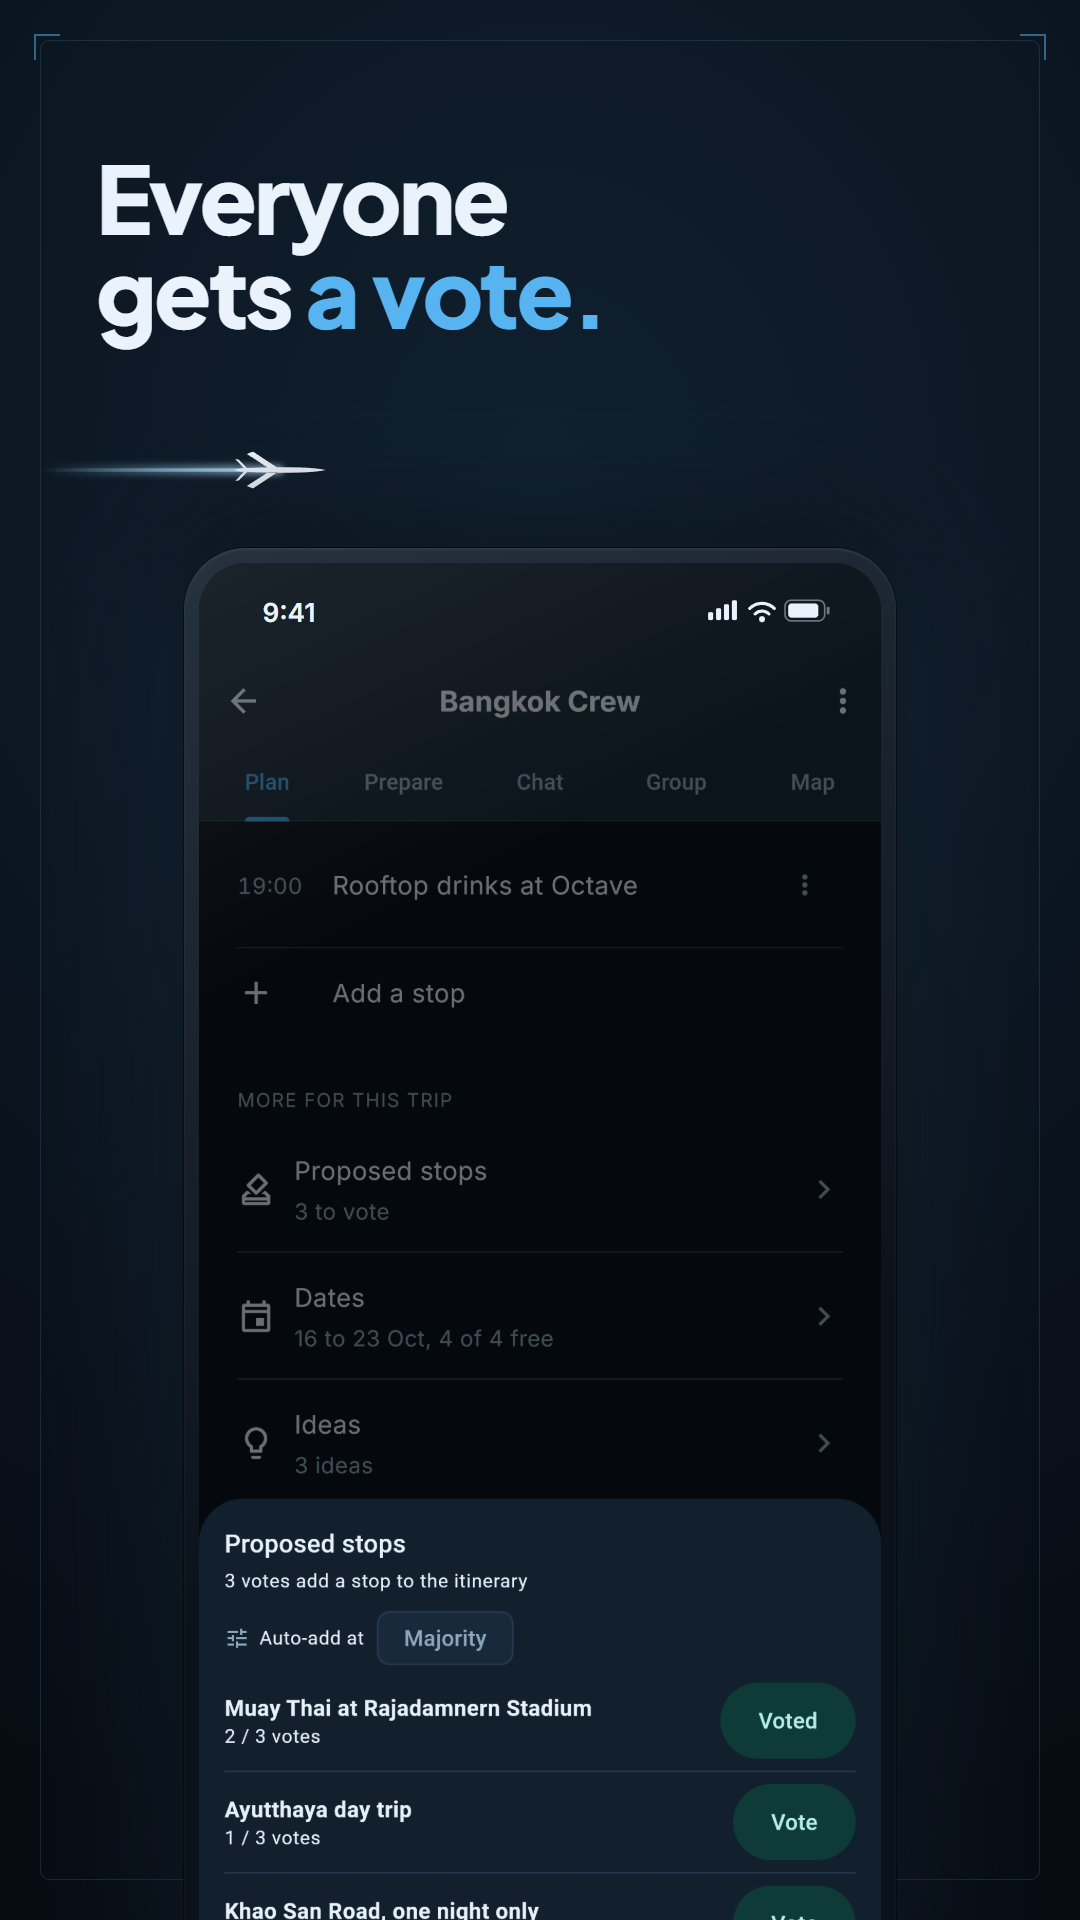 Everyone
gets a vote.
9:41
Bangkok Crew
Plan Prepare Chat Group Map
19:00 Rooftop drinks at Octave
Add a stop
MORE FOR THIS TRIP
Proposed stops
3 to vote
Dates
16 to 23 Oct, 4 of 4 free
Ideas
3 ideas
Proposed stops
3 votes add a stop to the itinerary
Auto-add at Majority
Muay Thai at Rajadamnern Stadium
2 / 3 votes
Voted
Ayutthaya day trip
1 / 3 votes
Vote
Khao San Road, one night only
Vote